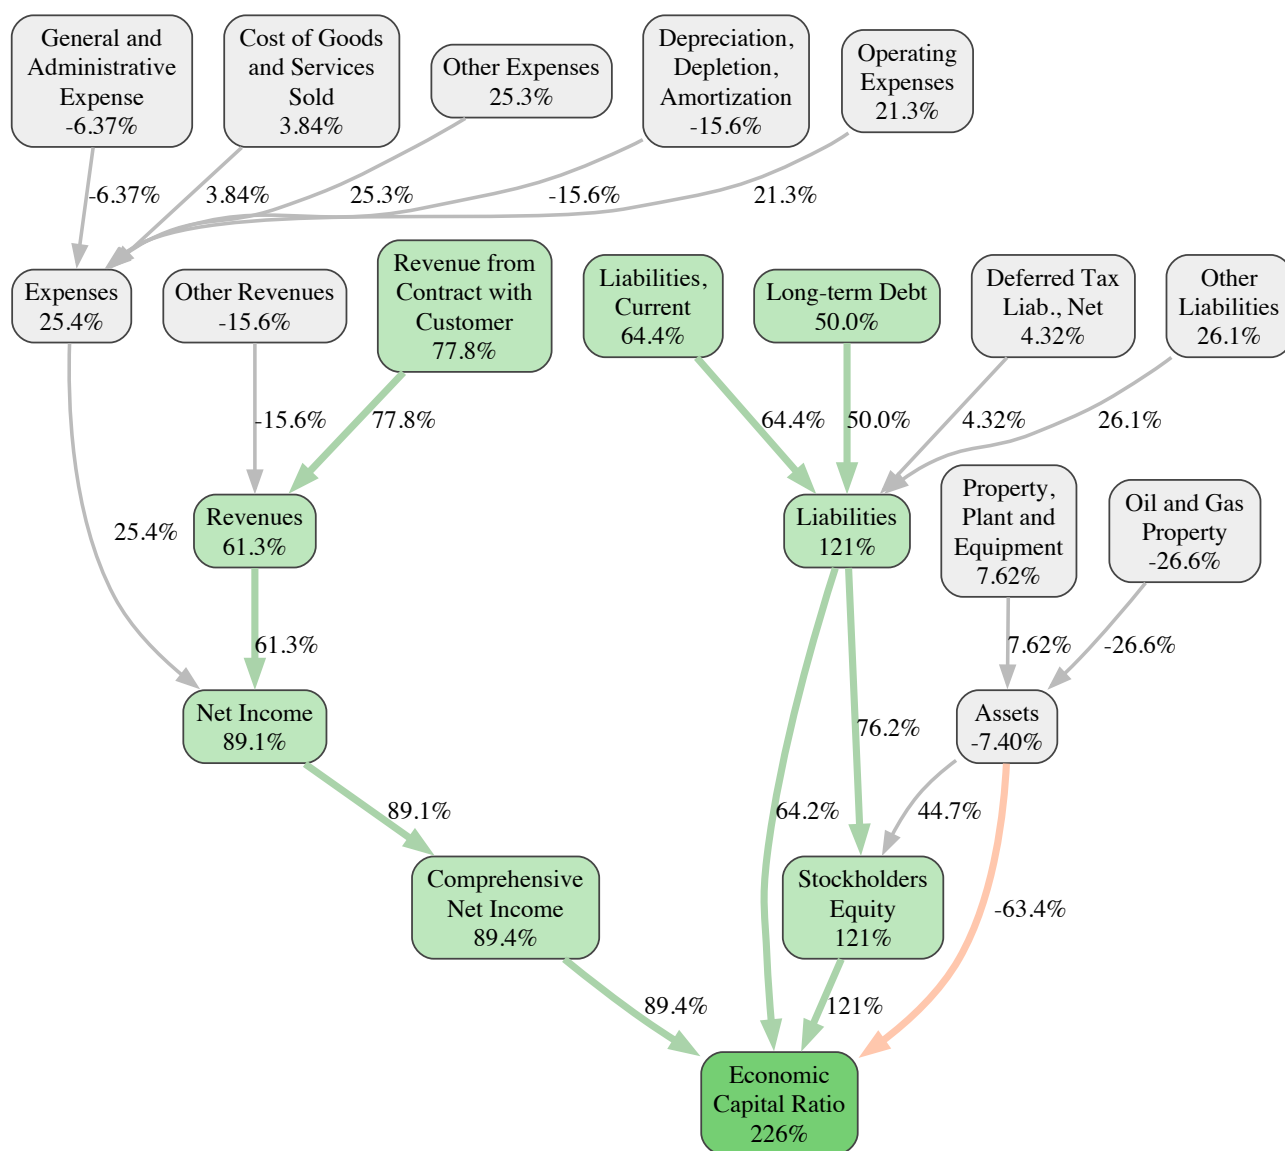 General and
Administrative
Expense
-6.37%
Cost of Goods
and Services
Sold
3.84%
Other Expenses
25.3%
Depreciation,
Depletion,
Amortization
-15.6%
Operating
Expenses
21.3%
-6.37%
3.84%
25.3%
-15.6%
21.3%
Expenses
25.4%
Other Revenues
-15.6%
Revenue from
Contract with
Customer
77.8%
Liabilities,
Current
64.4%
Long-term Debt
50.0%
Deferred Tax
Liab., Net
4.32%
Other
Liabilities
26.1%
-15.6%
77.8%
64.4%
50.0%
4.32%
26.1%
25.4%
Revenues
61.3%
Liabilities
121%
Property,
Plant and
Equipment
7.62%
Oil and Gas
Property
-26.6%
61.3%
7.62%
-26.6%
Net Income
89.1%
76.2%
Assets
-7.40%
89.1%
64.2%
44.7%
Comprehensive
Net Income
89.4%
Stockholders
Equity
121%
-63.4%
89.4%
121%
Economic
Capital Ratio
226%